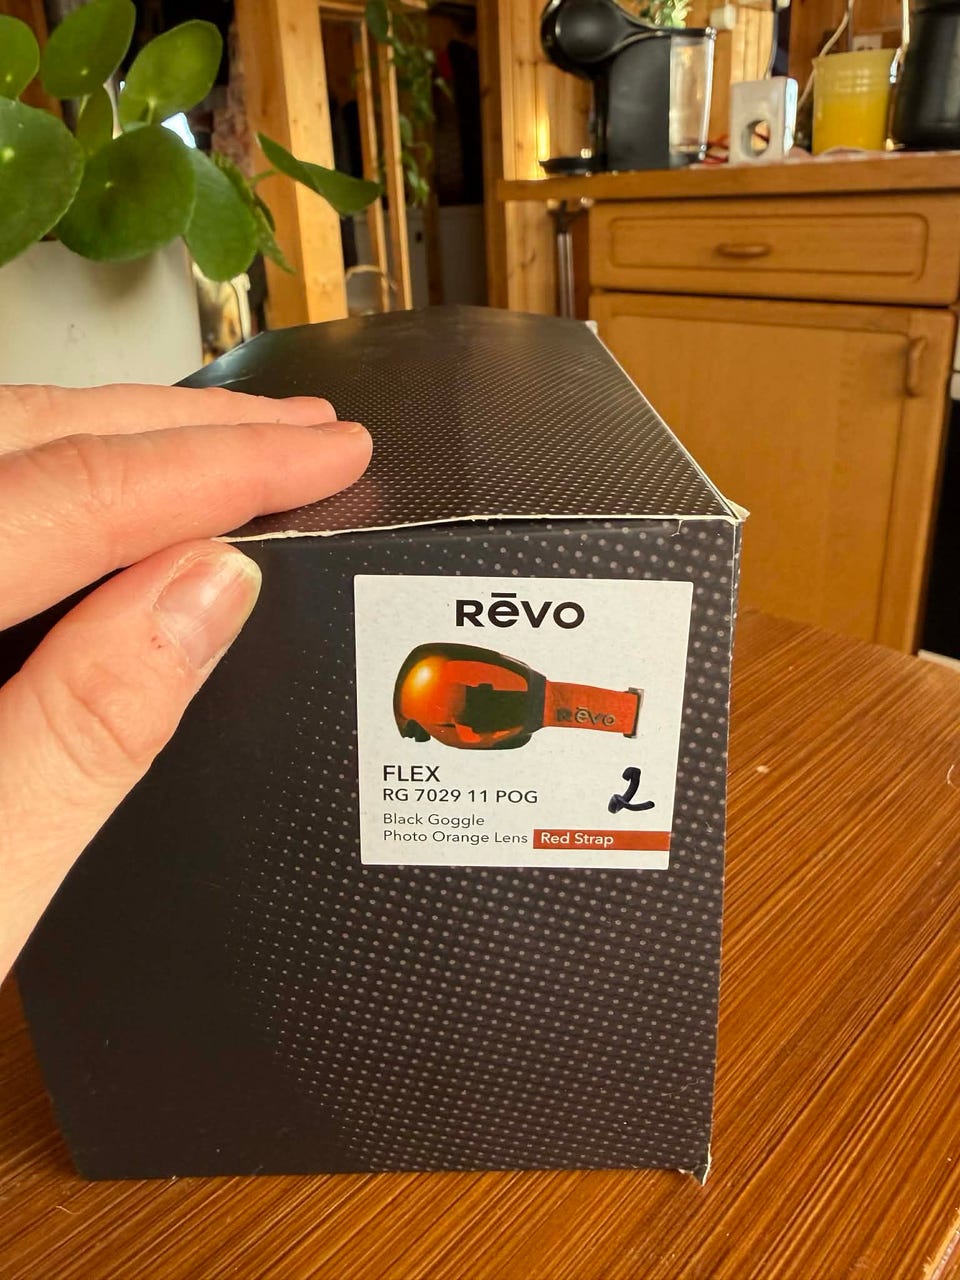 RēVO
RēVO
FLEX
RG 7029 11 POG
2
Black Goggle
Photo Orange Lens Red Strap